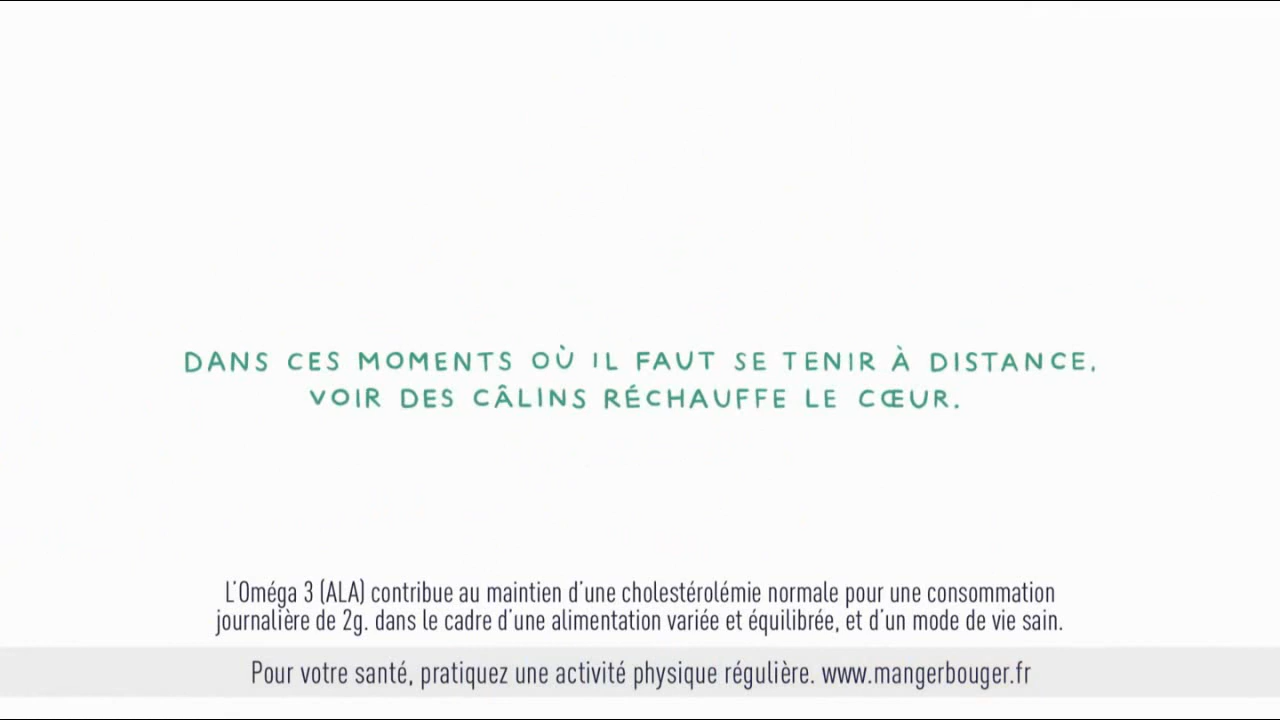 DANS CES MOMENTS OÙ IL FAUT SE TENIR À DISTANCE,
VOIR DES CÂLINS RÉCHAUFFE LE CŒUR.
L'Oméga 3 (ALA) contribue au maintien d'une cholestérolémie normale pour une consommation
journalière de 2g. dans le cadre d'une alimentation variée et équilibrée, et d'un mode de vie sain.
Pour votre santé, pratiquez une activité physique régulière. www.mangerbouger.fr